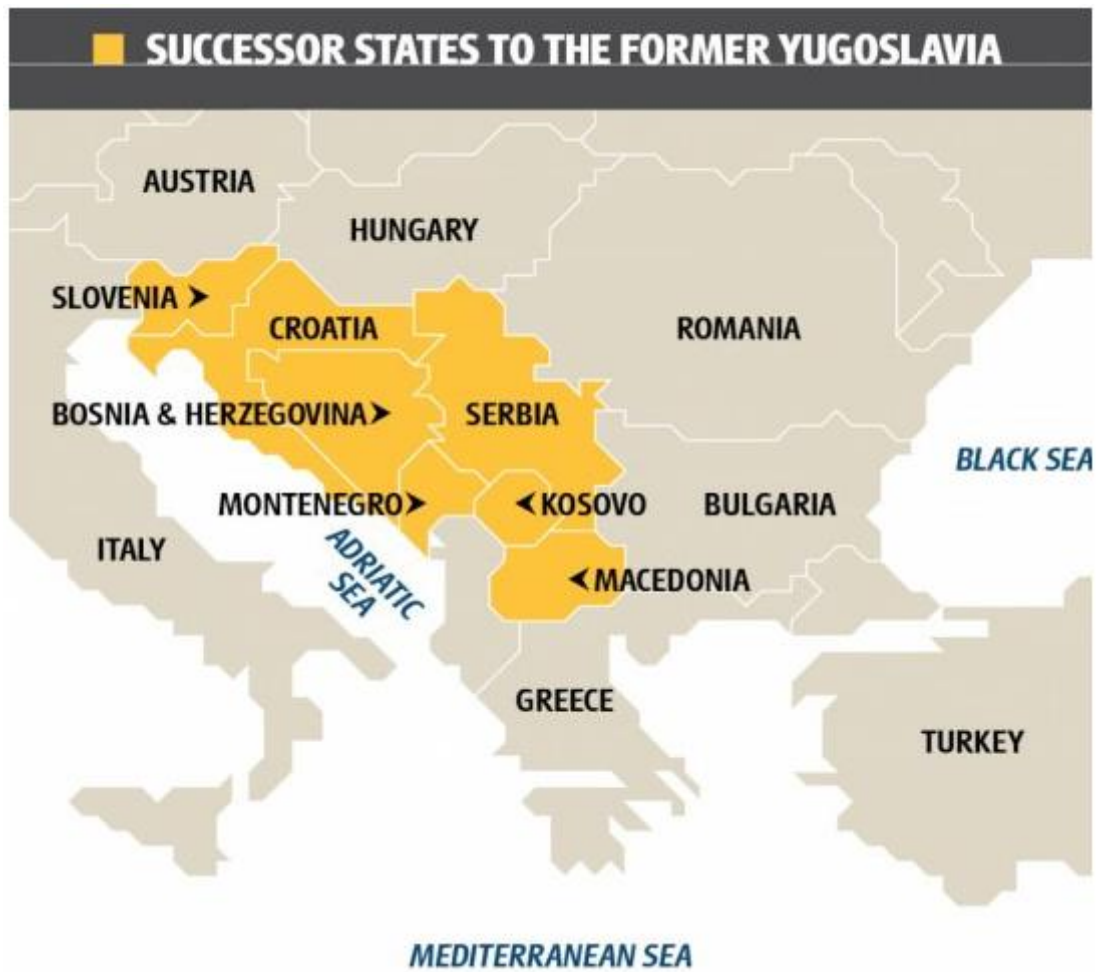 SUCCESSOR STATES TO THE FORMER YUGOSLAVIA
AUSTRIA
HUNGARY
SLOVENIA
CROATIA
ROMANIA
BOSNIA & HERZEGOVINA
SERBIA
BLACK SEA
MONTENEGRO
KOSOVO
BULGARIA
ITALY
ADRIATIC
SEA
MACEDONIA
GREECE
TURKEY
MEDITERRANEAN SEA